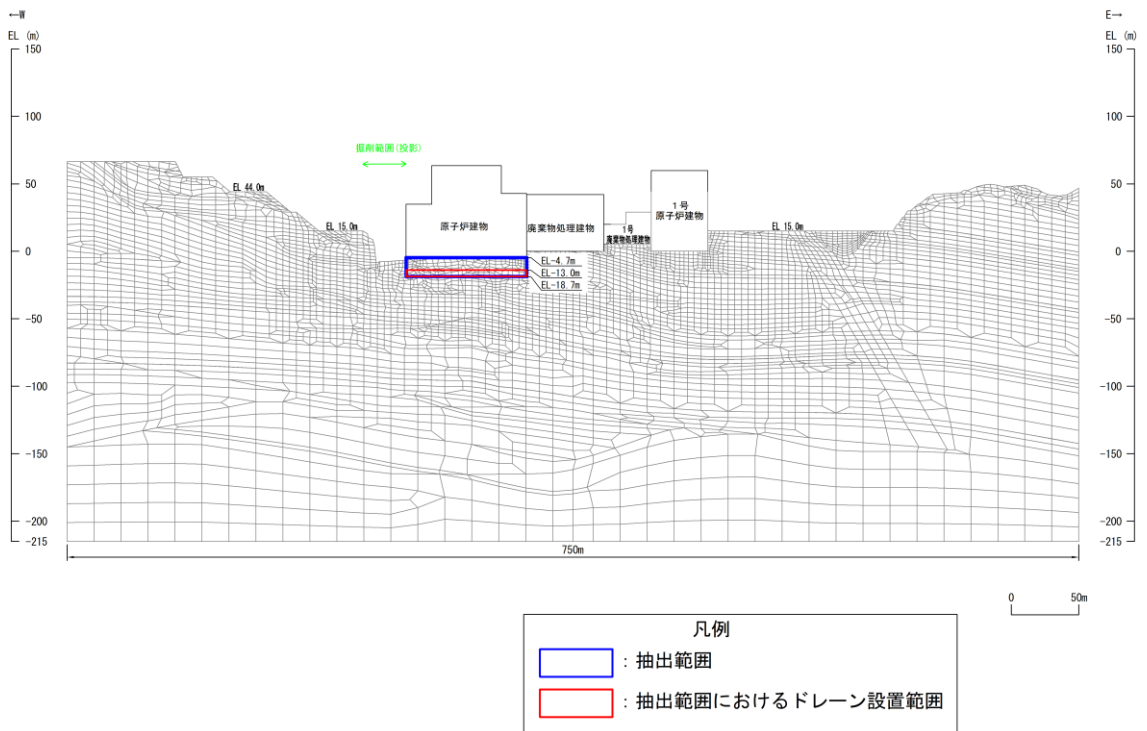 ←W
E→
EL (m)
EL (m)
150
150
100
100
掘削範囲(投影)
50
50
EL 44.0m
1号
原子炉建物
原子炉建物
廃棄物処理建物
1号
廃棄物処理建物
EL 15.0m
EL 15.0m
0
0
EL-4.7m
EL-13.0m
EL-18.7m
-50
-50
-100
-100
-150
-150
-200
-200
-215
-215
750m
0 50m
凡例
：抽出範囲
：抽出範囲におけるドレーン設置範囲